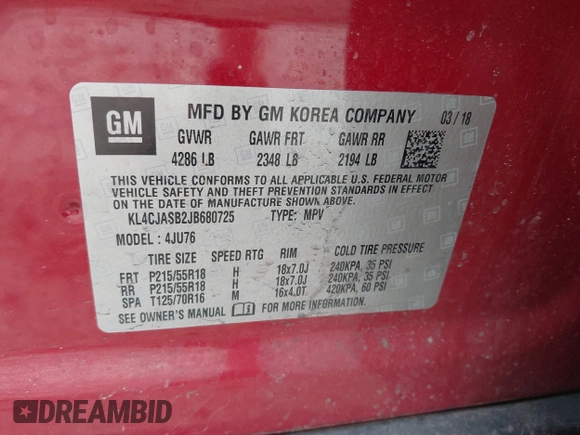 GM
MFD BY GM KOREA COMPANY 03/18
GVWR GAWR FRT GAWR RR
4286 LB 2348 LB 2194 LB
THIS VEHICLE CONFORMS TO ALL APPLICABLE U.S. FEDERAL MOTOR
VEHICLE SAFETY AND THEFT PREVENTION STANDARDS IN EFFECT
ON THE DATE OF MANUFACTURE SHOWN ABOVE.
KL4CJASB2JB680725 TYPE: MPV
MODEL: 4JU76
TIRE SIZE SPEED RTG RIM COLD TIRE PRESSURE
FRT P215/55R18 H 18x7.0J 240KPA, 35 PSI
RR P215/55R18 H 18x7.0J 240KPA, 35 PSI
SPA T125/70R16 M 16x4.0T 420KPA, 60 PSI
SEE OWNER'S MANUAL FOR MORE INFORMATION.
DREAMBID